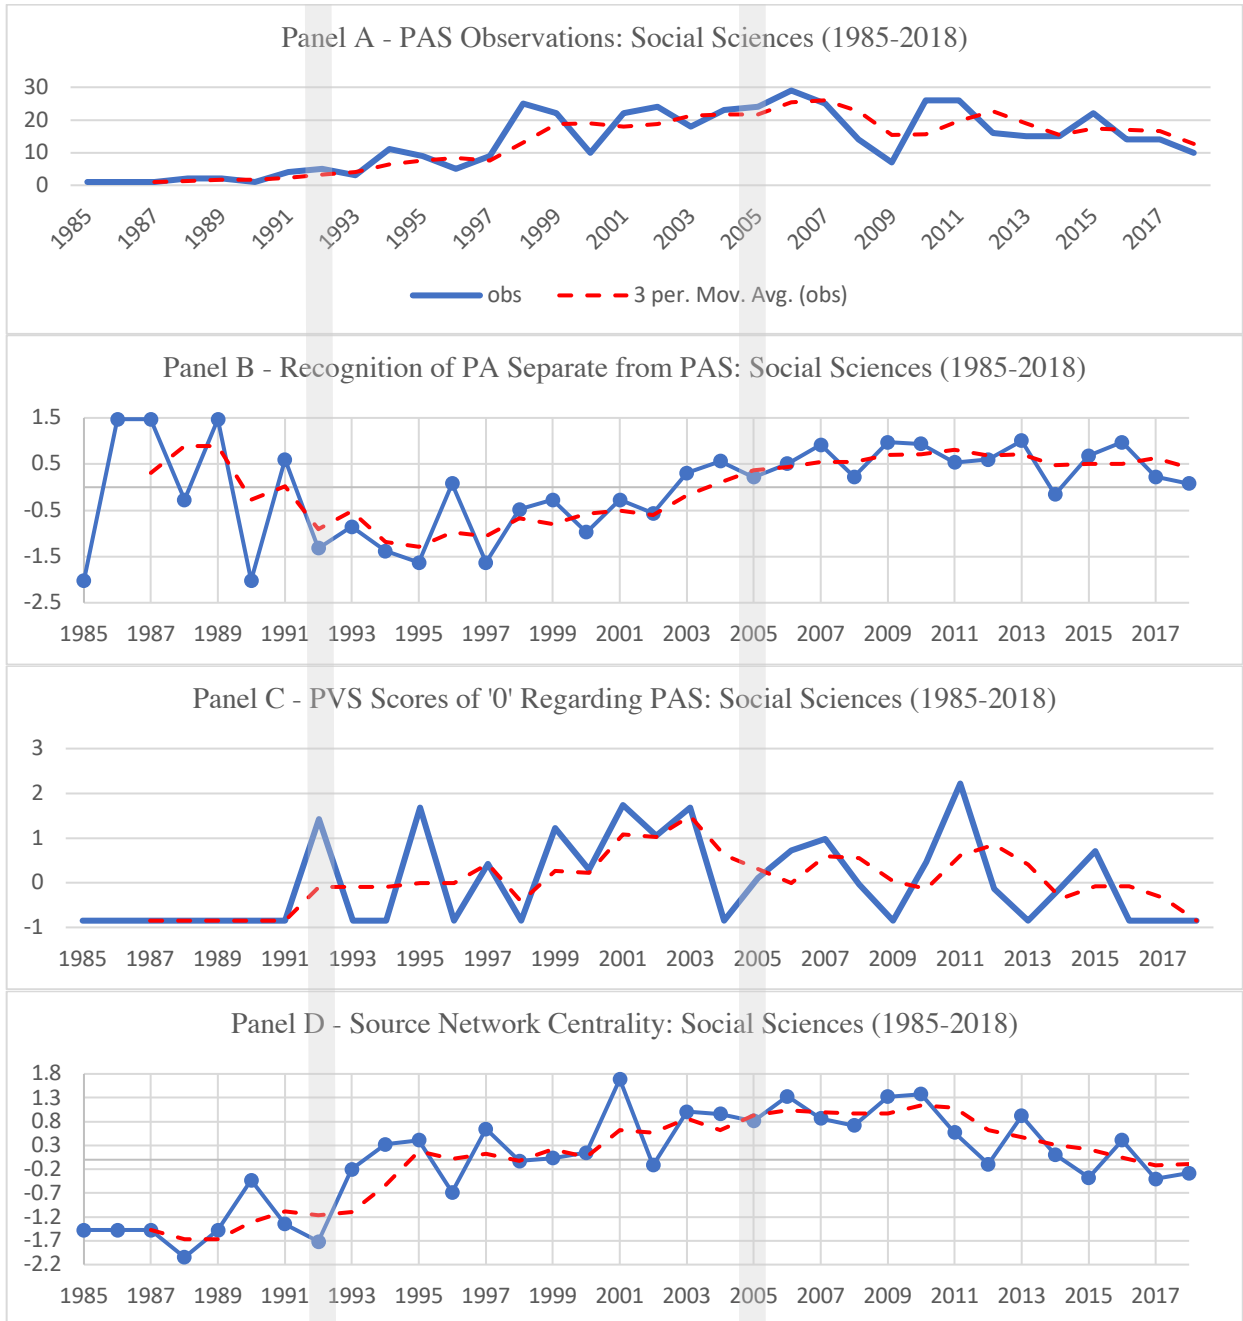 Panel A - PAS Observations: Social Sciences (1985-2018)
30
20
10
0
1985 1987 1989 1991 1993 1995 1997 1999 2001 2003 2005 2007 2009 2011 2013 2015 2017
obs 3 per. Mov. Avg. (obs)
Panel B - Recognition of PA Separate from PAS: Social Sciences (1985-2018)
1.5
0.5
-0.5
-1.5
-2.5
1985 1987 1989 1991 1993 1995 1997 1999 2001 2003 2005 2007 2009 2011 2013 2015 2017
Panel C - PVS Scores of '0' Regarding PAS: Social Sciences (1985-2018)
3
2
1
0
-1
1985 1987 1989 1991 1993 1995 1997 1999 2001 2003 2005 2007 2009 2011 2013 2015 2017
Panel D - Source Network Centrality: Social Sciences (1985-2018)
1.8
1.3
0.8
0.3
-0.2
-0.7
-1.2
-1.7
-2.2
1985 1987 1989 1991 1993 1995 1997 1999 2001 2003 2005 2007 2009 2011 2013 2015 2017